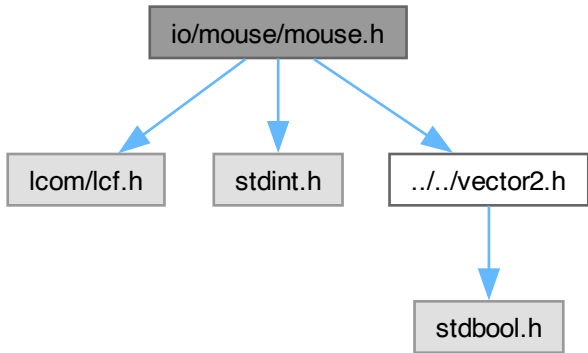 io/mouse/mouse.h
lcom/lcf.h
stdint.h
../../vector2.h
stdbool.h